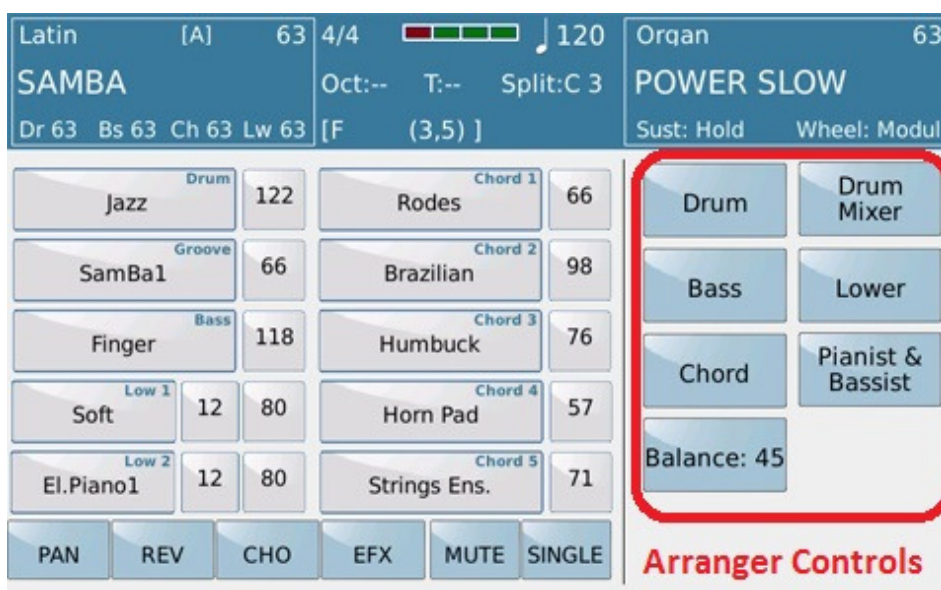 Latin [A] 63
SAMBA
Dr 63 Bs 63 Ch 63 Lw 63
4/4 120
Oct:-- T:-- Split:C 3
[F (3,5) ]
Organ 63
POWER SLOW
Sust: Hold Wheel: Modul
Drum
Jazz 122
Groove
SamBa1 66
Bass
Finger 118
Low 1
Soft 12 80
Low 2
El.Piano1 12 80
Chord 1
Rodes 66
Chord 2
Brazilian 98
Chord 3
Humbuck 76
Chord 4
Horn Pad 57
Chord 5
Strings Ens. 71
Drum
Drum
Mixer
Bass
Lower
Chord
Pianist &
Bassist
Balance: 45
PAN REV CHO EFX MUTE SINGLE
Arranger Controls